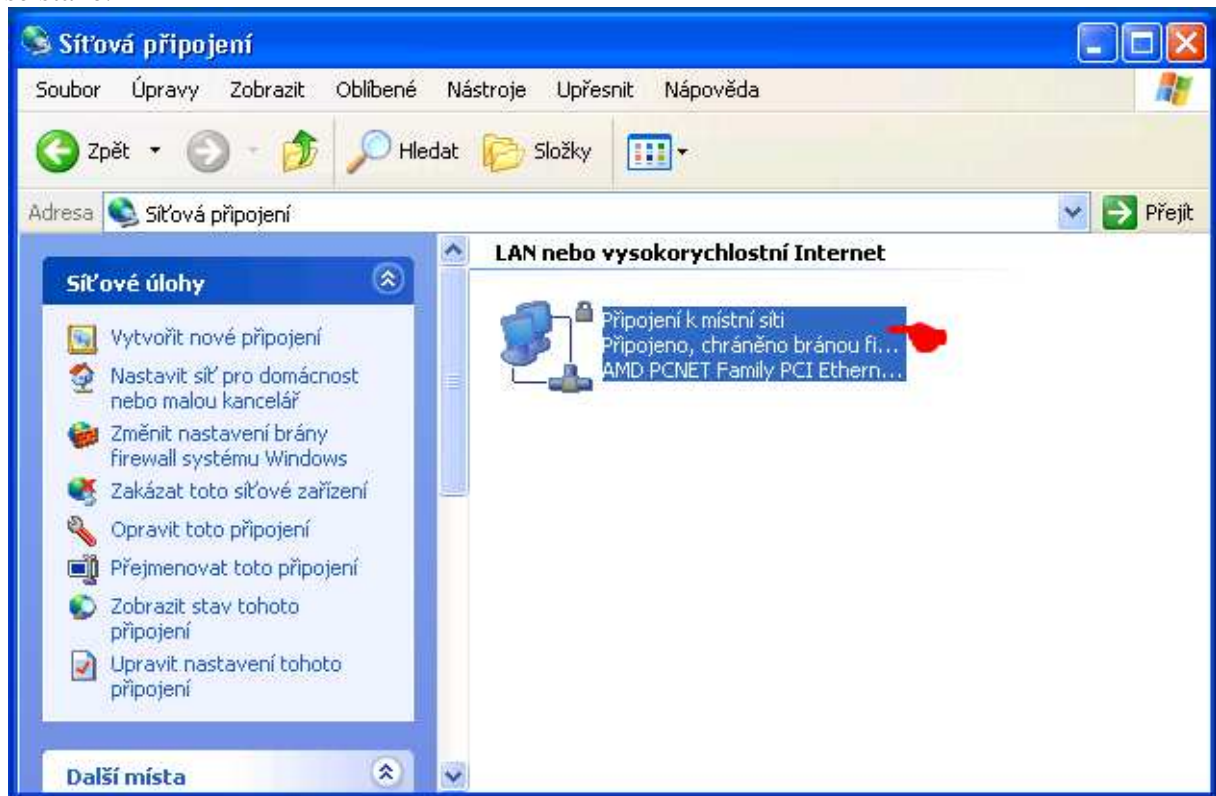 Síťová připojení
Soubor Úpravy Zobrazit Oblíbené Nástroje Upřesnit Nápověda
Zpět Hledat Složky
Adresa Síťová připojení Přejít
Síťové úlohy
Vytvořit nové připojení
Nastavit síť pro domácnost
nebo malou kancelář
Změnit nastavení brány
firewall systému Windows
Zakázat toto síťové zařízení
Opravit toto připojení
Přejmenovat toto připojení
Zobrazit stav tohoto
připojení
Upravit nastavení tohoto
připojení
Další místa
LAN nebo vysokorychlostní Internet
Připojení k místní síti
Připojeno, chráněno bránou fi...
AMD PCNET Family PCI Ethern...